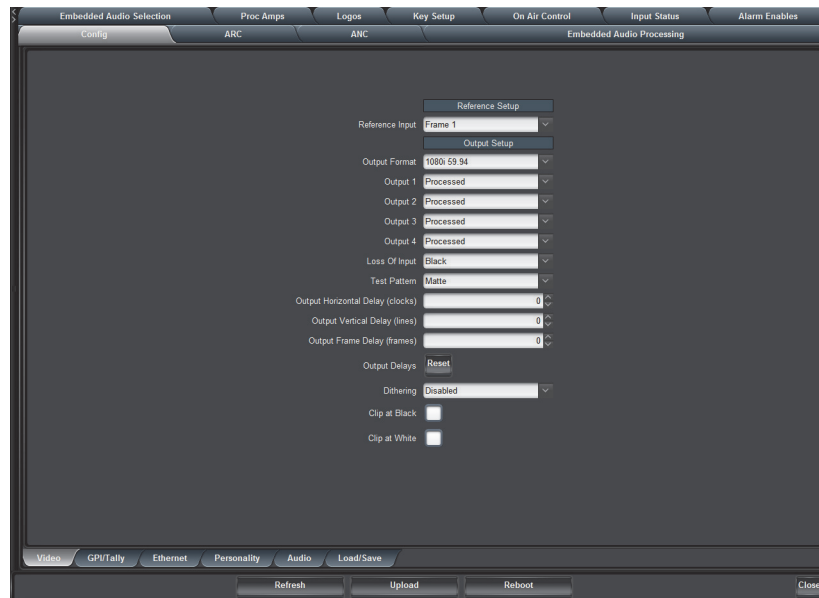 Embedded Audio Selection Proc Amps Logos Key Setup On Air Control Input Status Alarm Enables
Config ARC ANC Embedded Audio Processing
Reference Setup
Reference Input Frame 1
Output Setup
Output Format 1080i 59.94
Output 1 Processed
Output 2 Processed
Output 3 Processed
Output 4 Processed
Loss Of Input Black
Test Pattern Matte
Output Horizontal Delay (clocks) 0
Output Vertical Delay (lines) 0
Output Frame Delay (frames) 0
Output Delays Reset
Dithering Disabled
Clip at Black
Clip at White
Video GPI/Tally Ethernet Personality Audio Load/Save
Refresh Upload Reboot Close